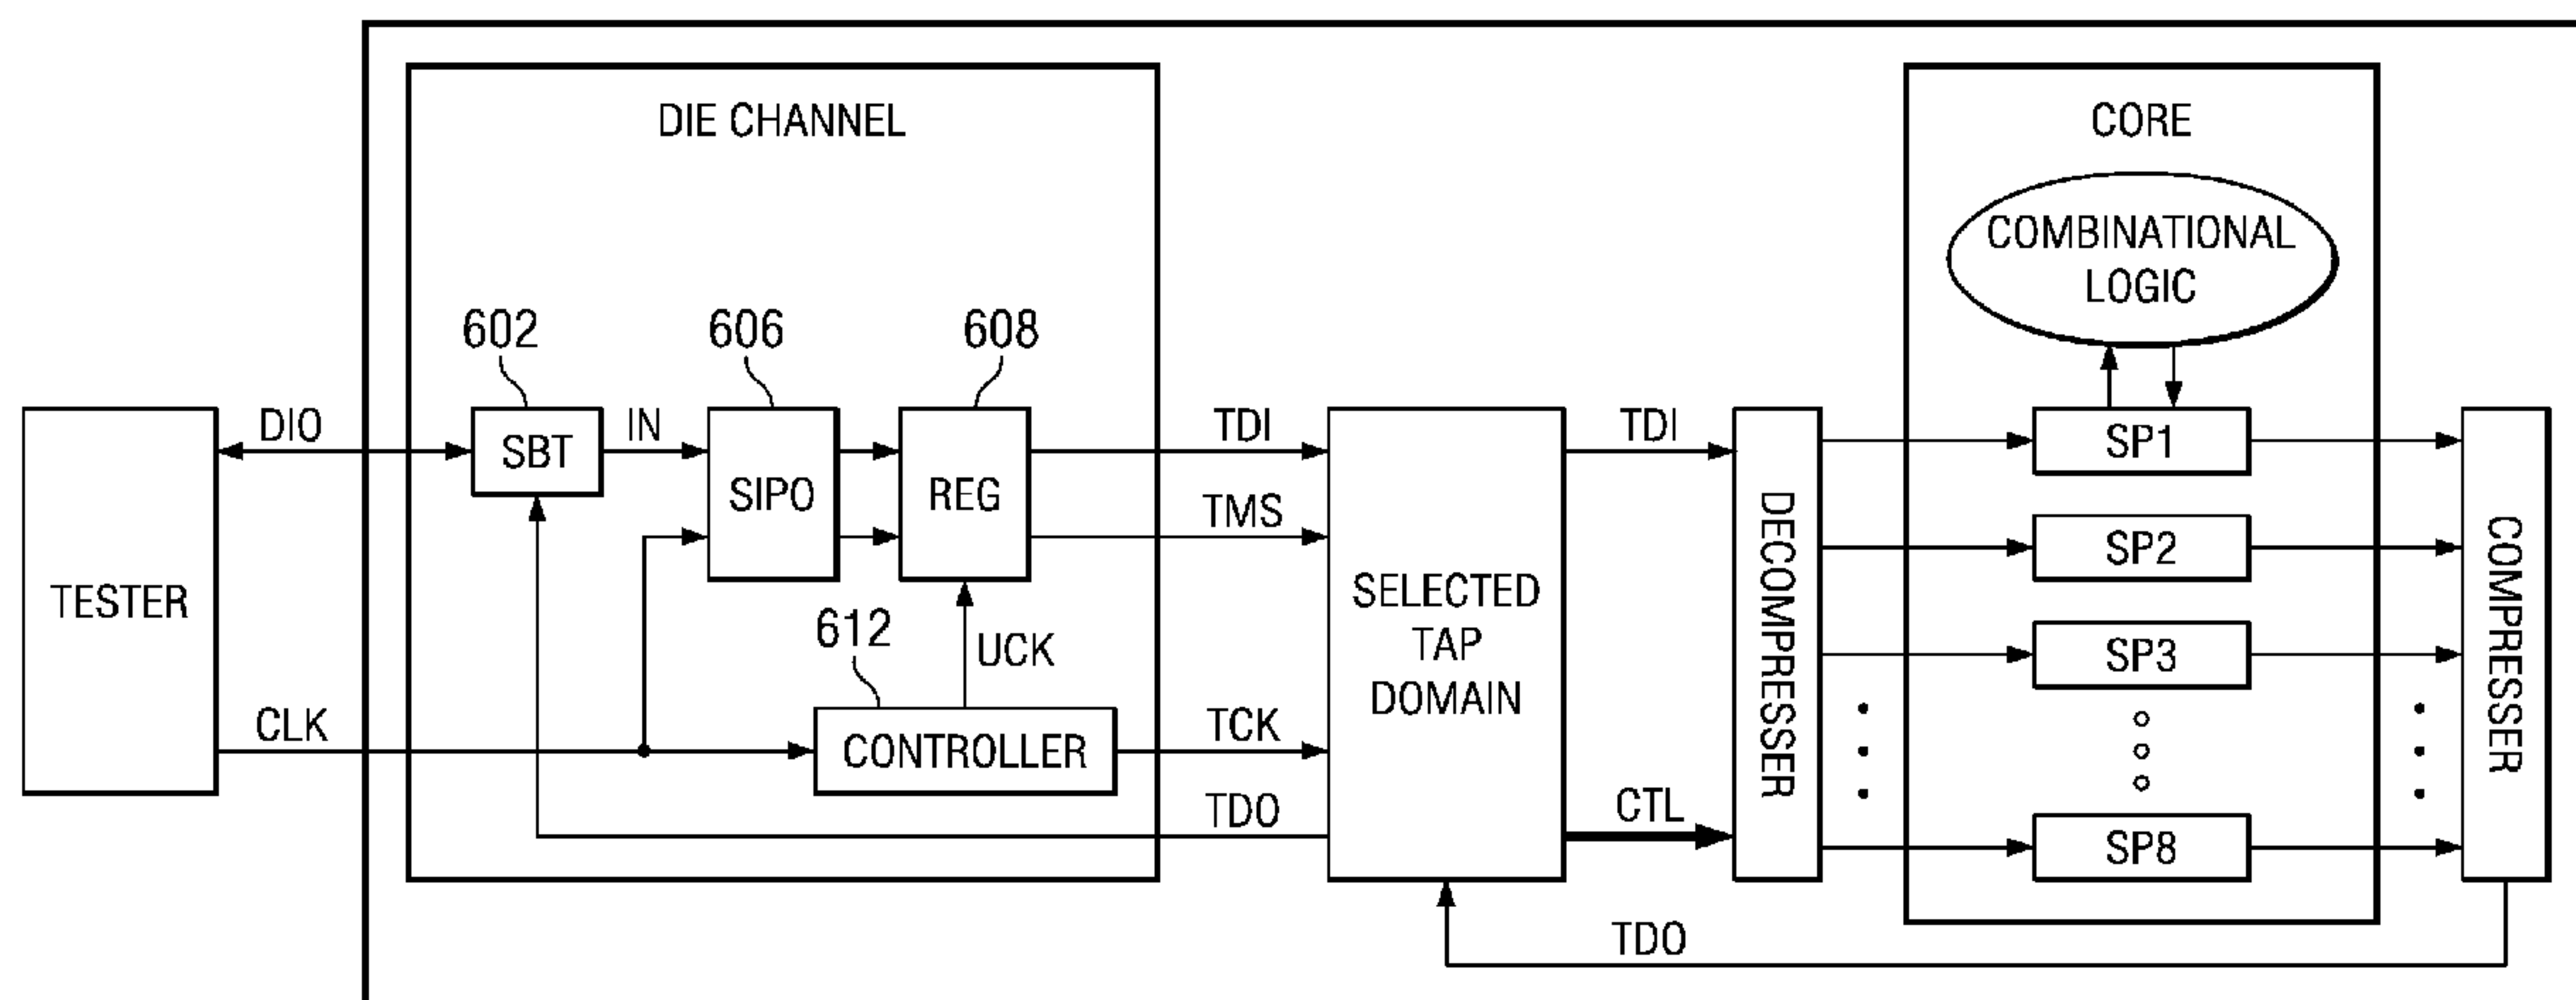 DIE CHANNEL
CORE
COMBINATIONAL
LOGIC
602
606
608
DIO
SBT
IN
SIPO
REG
TDI
TMS
TDI
SP1
SP2
SP3
SP8
TESTER
612
UCK
CLK
CONTROLLER
TCK
TDO
SELECTED
TAP
DOMAIN
CTL
DECOMPRESSER
COMPRESSER
TDO